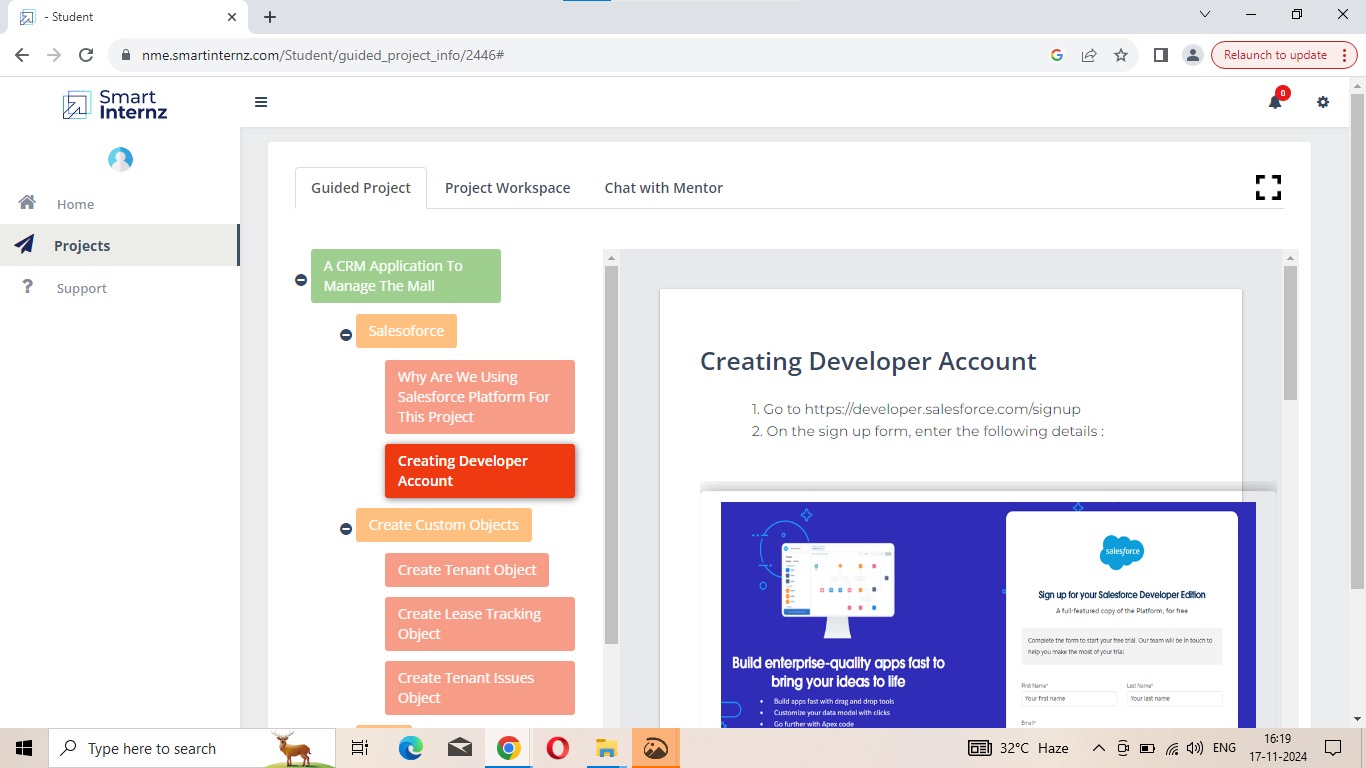 - Student
nme.smartinternz.com/Student/guided_project_info/2446#
Relaunch to update
Smart
Internz
0
Home
Projects
Support
Guided Project
Project Workspace
Chat with Mentor
A CRM Application To
Manage The Mall
Salesoforce
Why Are We Using
Salesforce Platform For
This Project
Creating Developer
Account
Create Custom Objects
Create Tenant Object
Create Lease Tracking
Object
Create Tenant Issues
Object
Creating Developer Account
1. Go to https://developer.salesforce.com/signup
2. On the sign up form, enter the following details :
Build enterprise-quality apps fast to
bring your ideas to life
• Build apps fast with drag and drop tools
• Customize your data model with clicks
• Go further with Apex code
salesforce
Sign up for your Salesforce Developer Edition
A full-featured copy of the Platform, for free
Complete the form to start your free trial. Our team will be in touch to
help you make the most of your trial.
First Name*
Last Name*
Your first name
Your last name
Email*
Type here to search
32°C Haze
ENG
16:19
17-11-2024